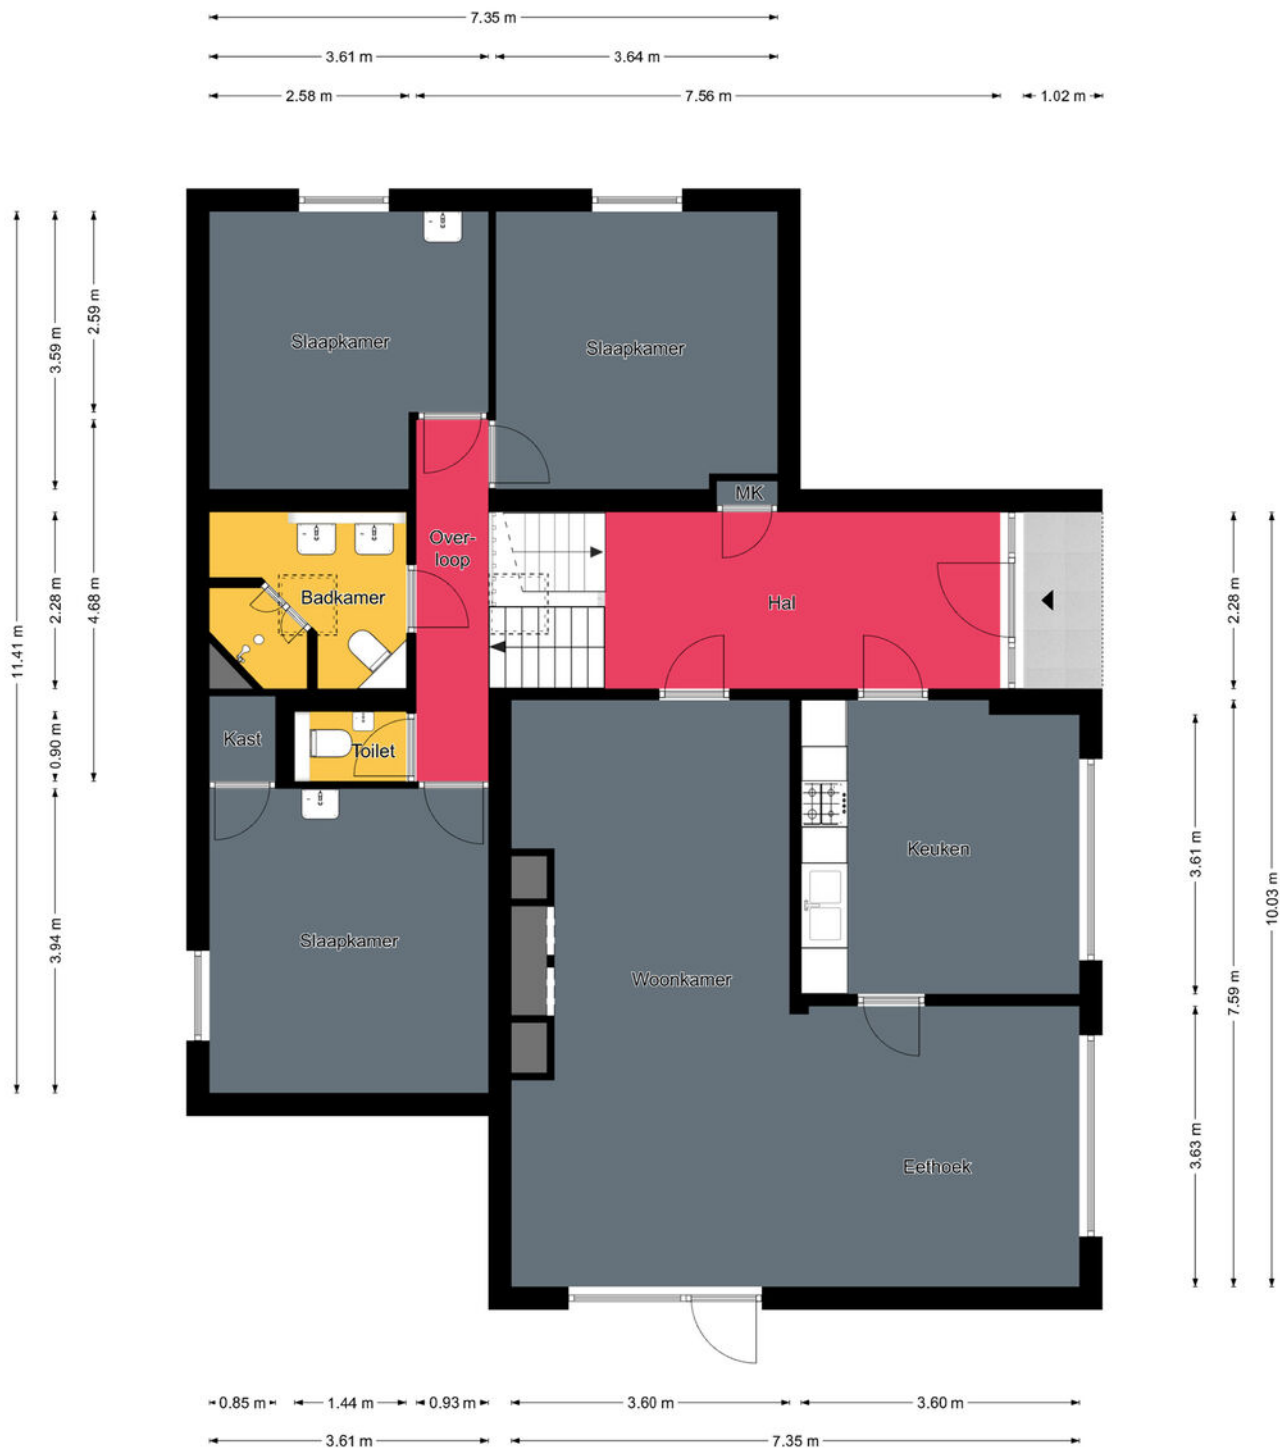 7.35 m
3.61 m
3.64 m
2.58 m
7.56 m
1.02 m
11.41 m
3.59 m
2.59 m
2.28 m
4.68 m
0.90 m
3.94 m
Slaapkamer
Slaapkamer
MK
Over-
loop
Badkamer
Hal
Kast
Toilet
Keuken
Slaapkamer
Woonkamer
Eethoek
2.28 m
3.61 m
7.59 m
10.03 m
3.63 m
0.85 m
1.44 m
0.93 m
3.60 m
3.60 m
3.61 m
7.35 m